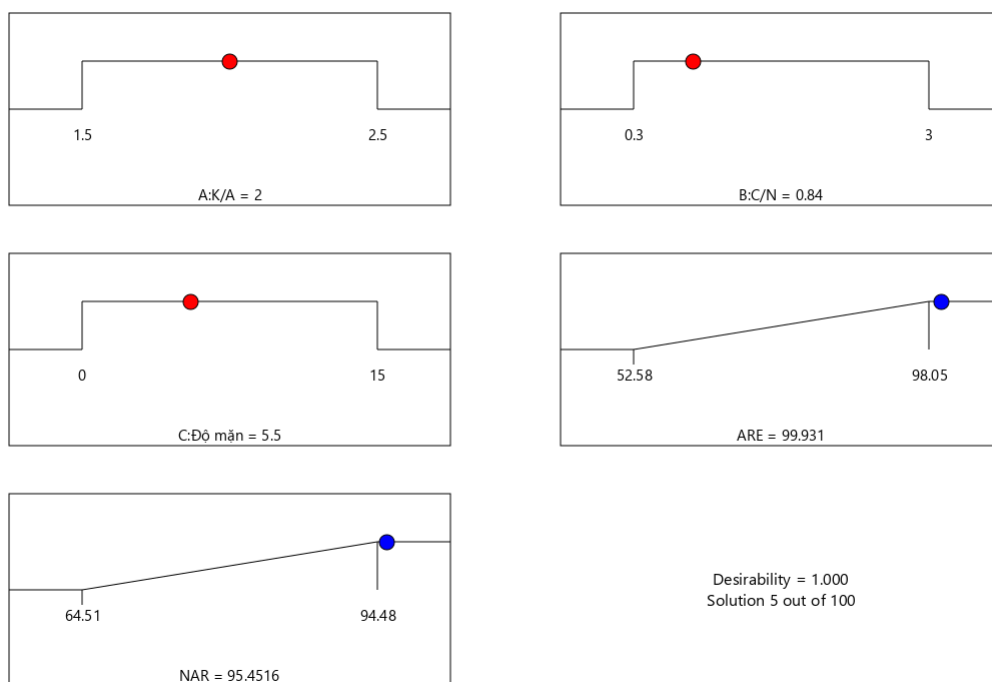 1.5 2.5
A:K/A = 2
0.3 3
B:C/N = 0.84
0 15
C:Độ mặn = 5.5
52.58 98.05
ARE = 99.931
64.51 94.48
NAR = 95.4516
Desirability = 1.000
Solution 5 out of 100